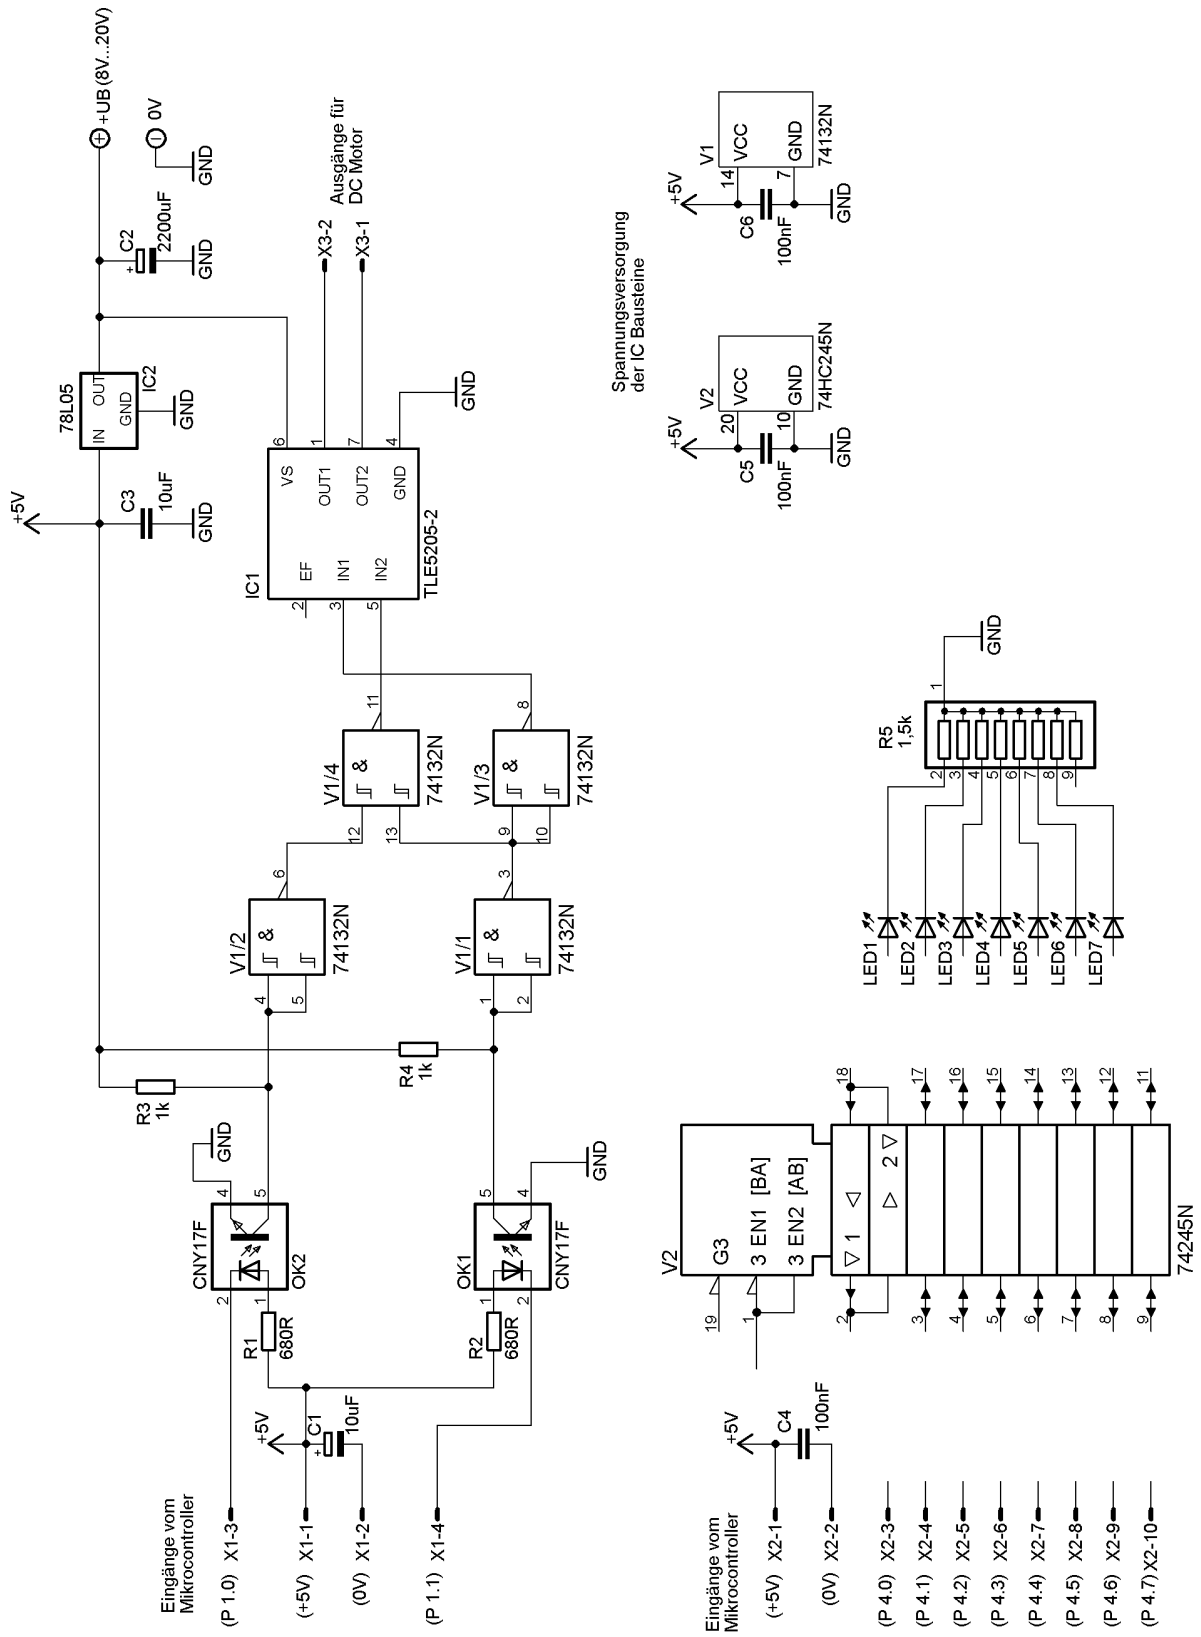 Eingänge vom
Mikrocontroller
(P 1.0) X1-3
(+5V) X1-1
(0V) X1-2
(P 1.1) X1-4
+5V
C1
+
10uF
R1
680R
R2
680R
2
1
CNY17F
OK2
4
5
GND
1
2
OK1
CNY17F
5
4
GND
R3
1k
R4
1k
4
5
V1/2
&
74132N
6
1
2
V1/1
&
74132N
3
12
13
V1/4
&
74132N
11
9
10
V1/3
&
74132N
8
IC1
2
3
5
EF
IN1
IN2
VS
OUT1
OUT2
GND
6
1
7
4
TLE5205-2
GND
+5V
C3
10uF
GND
78L05
IN
OUT
GND
IC2
GND
C2
+
2200uF
GND
+UB (8V...20V)
0V
GND
X3-2
X3-1
Ausgänge für
DC Motor
Eingänge vom
Mikrocontroller
(+5V) X2-1
(0V) X2-2
(P 4.0) X2-3
(P 4.1) X2-4
(P 4.2) X2-5
(P 4.3) X2-6
(P 4.4) X2-7
(P 4.5) X2-8
(P 4.6) X2-9
(P 4.7) X2-10
+5V
C4
100nF
V2
19
G3
1
3 EN1 [BA]
3 EN2 [AB]
2
1
2
18
3
17
4
16
5
15
6
14
7
13
8
12
9
11
74245N
LED1
LED2
LED3
LED4
LED5
LED6
LED7
R5
1,5k
2
3
4
5
6
7
8
9
1
GND
Spannungsversorgung
der IC Bausteine
+5V
C5
100nF
GND
20
10
V2
VCC
GND
74HC245N
+5V
C6
100nF
GND
14
7
V1
VCC
GND
74132N